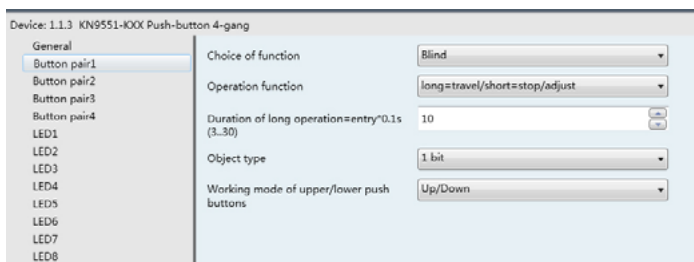 Device: 1.1.3 KN9551-KXX Push-button 4-gang
General
Button pair1
Button pair2
Button pair3
Button pair4
LED1
LED2
LED3
LED4
LED5
LED6
LED7
LED8
Choice of function
Blind
Operation function
long=travel/short=stop/adjust
Duration of long operation=entry*0.1s
(3..30)
10
Object type
1 bit
Working mode of upper/lower push
buttons
Up/Down